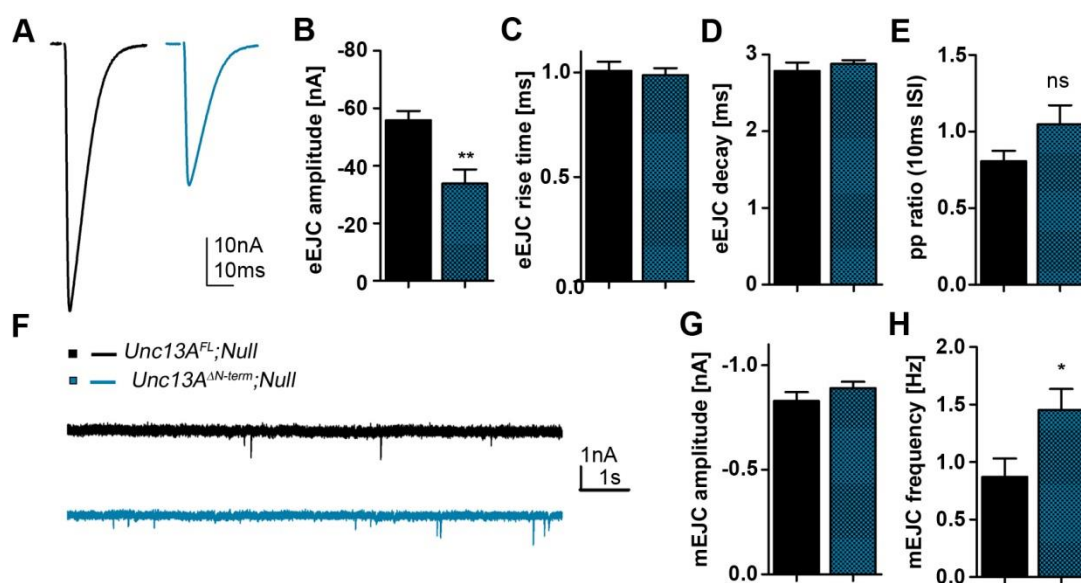 A
10nA
10ms
B
eEJC amplitude [nA]
-80
-60
-40
-20
0
**
C
eEJC rise time [ms]
1.0
0.5
0.0
D
eEJC decay [ms]
3
2
1
0
E
pp ratio (10ms ISI)
1.5
1.0
0.5
0.0
ns
F
Unc13A^FL;Null
Unc13A^ΔN-term;Null
1nA
1s
G
mEJC amplitude [nA]
-1.0
-0.5
0.0
H
mEJC frequency [Hz]
2.0
1.5
1.0
0.5
0.0
*